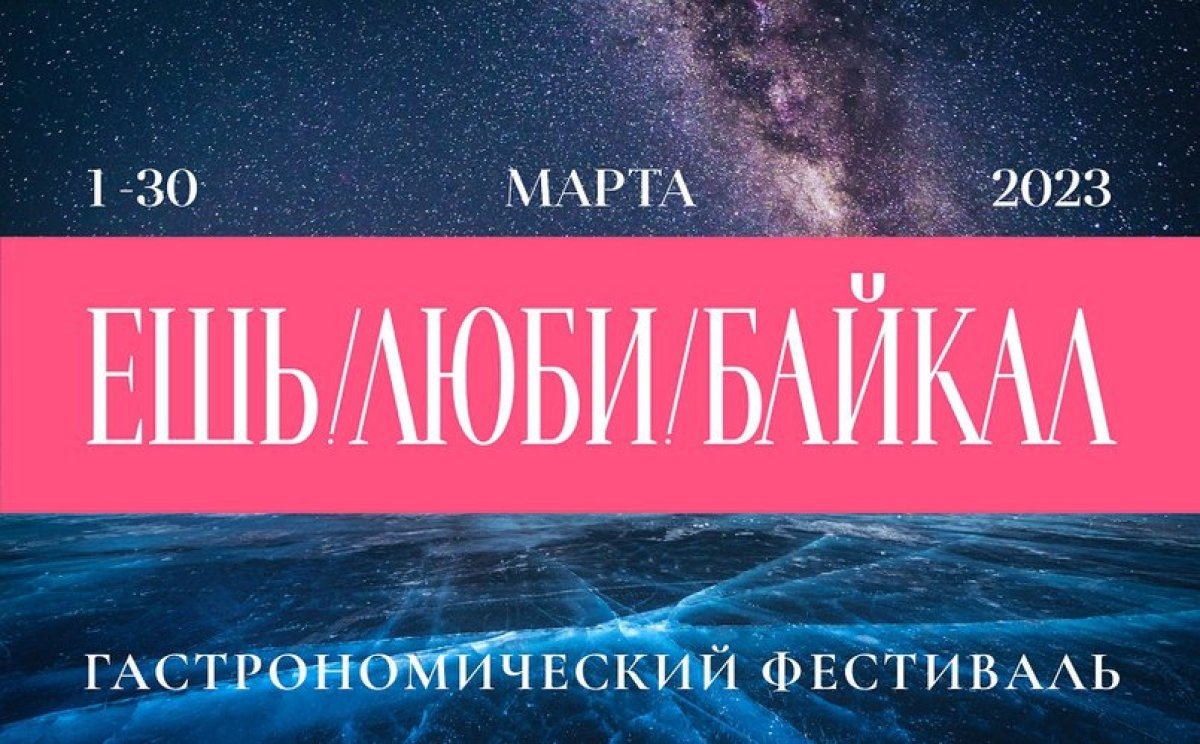 1 -30 МАРТА 2023
ЕШЬ!/ЛЮБИ!/БАЙКАЛ
ГАСТРОНОМИЧЕСКИЙ ФЕСТИВАЛЬ